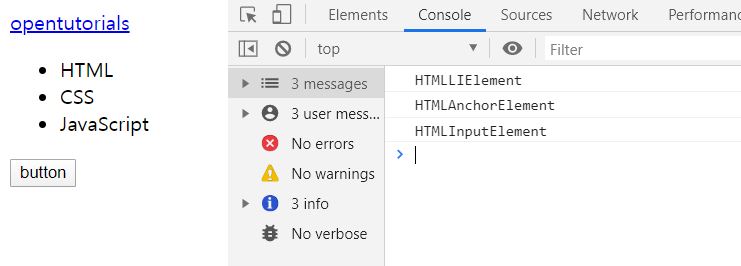 opentutorials
HTML
CSS
JavaScript
button
Elements Console Sources Network Performanc
top Filter
3 messages
3 user mess...
No errors
No warnings
3 info
No verbose
HTMLLIElement
HTMLAnchorElement
HTMLInputElement